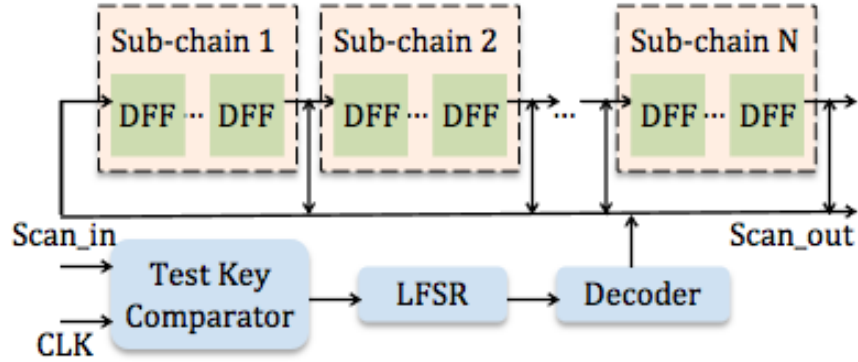 Sub-chain 1
Sub-chain 2
Sub-chain N
DFF ... DFF
DFF ... DFF
...
DFF ... DFF
Scan_in
Scan_out
Test Key
Comparator
LFSR
Decoder
CLK